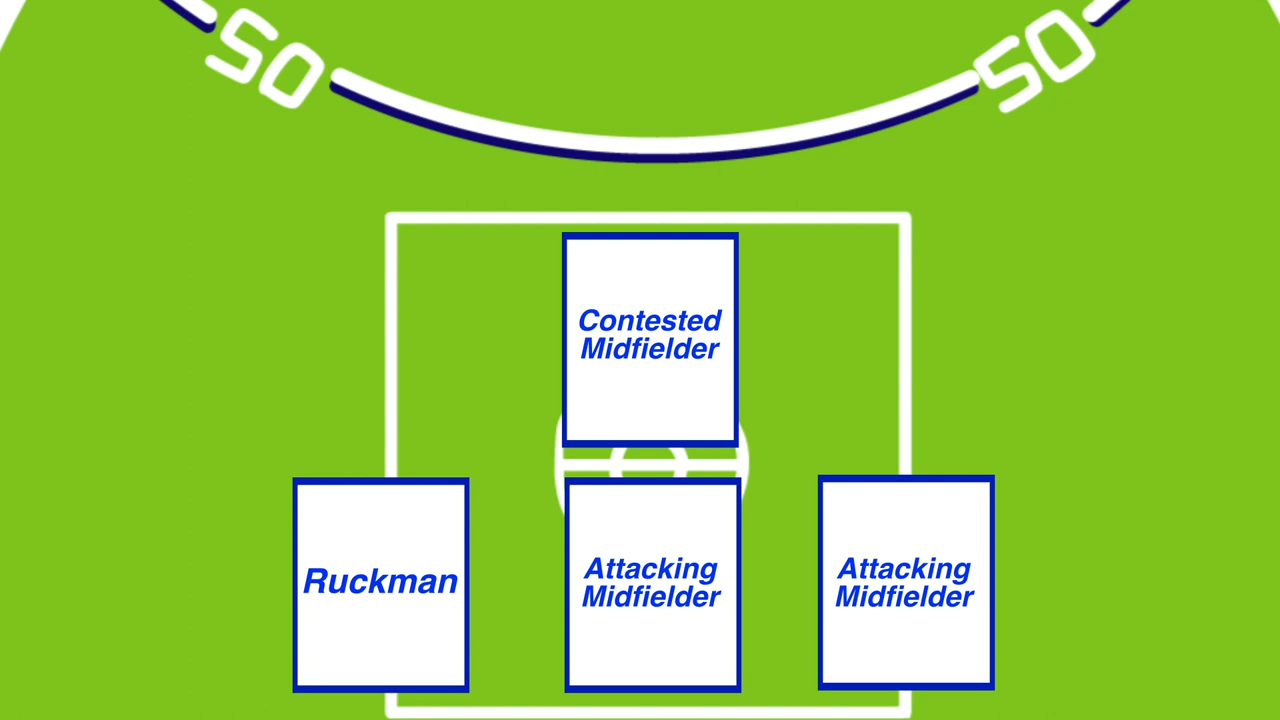 50
50
Contested
Midfielder
Ruckman
Attacking
Midfielder
Attacking
Midfielder